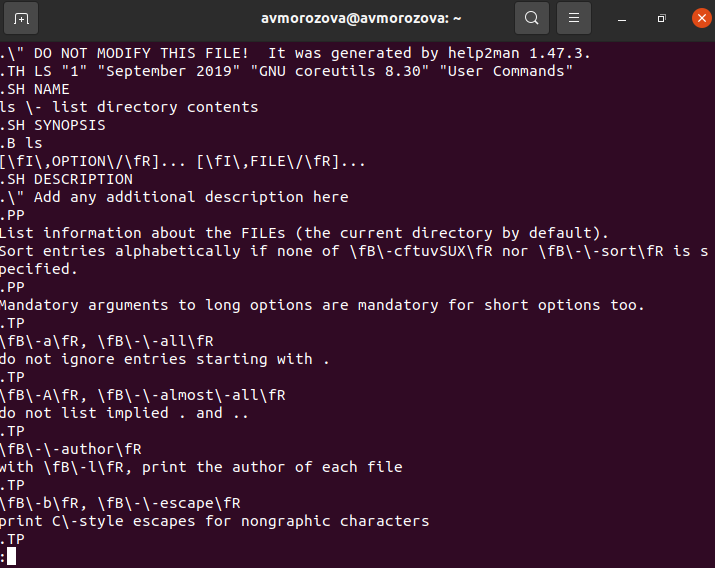 avmorozova@avmorozova: ~
.\" DO NOT MODIFY THIS FILE!  It was generated by help2man 1.47.3.
.TH LS "1" "September 2019" "GNU coreutils 8.30" "User Commands"
.SH NAME
ls \- list directory contents
.SH SYNOPSIS
.B ls
[\fI\,OPTION\/\fR]... [\fI\,FILE\/\fR]...
.SH DESCRIPTION
.\" Add any additional description here
.PP
List information about the FILEs (the current directory by default).
Sort entries alphabetically if none of \fB\-cftuvSUX\fR nor \fB\-\-sort\fR is s
pecified.
.PP
Mandatory arguments to long options are mandatory for short options too.
.TP
\fB\-a\fR, \fB\-\-all\fR
do not ignore entries starting with .
.TP
\fB\-A\fR, \fB\-\-almost\-all\fR
do not list implied . and ..
.TP
\fB\-\-author\fR
with \fB\-l\fR, print the author of each file
.TP
\fB\-b\fR, \fB\-\-escape\fR
print C\-style escapes for nongraphic characters
.TP
: